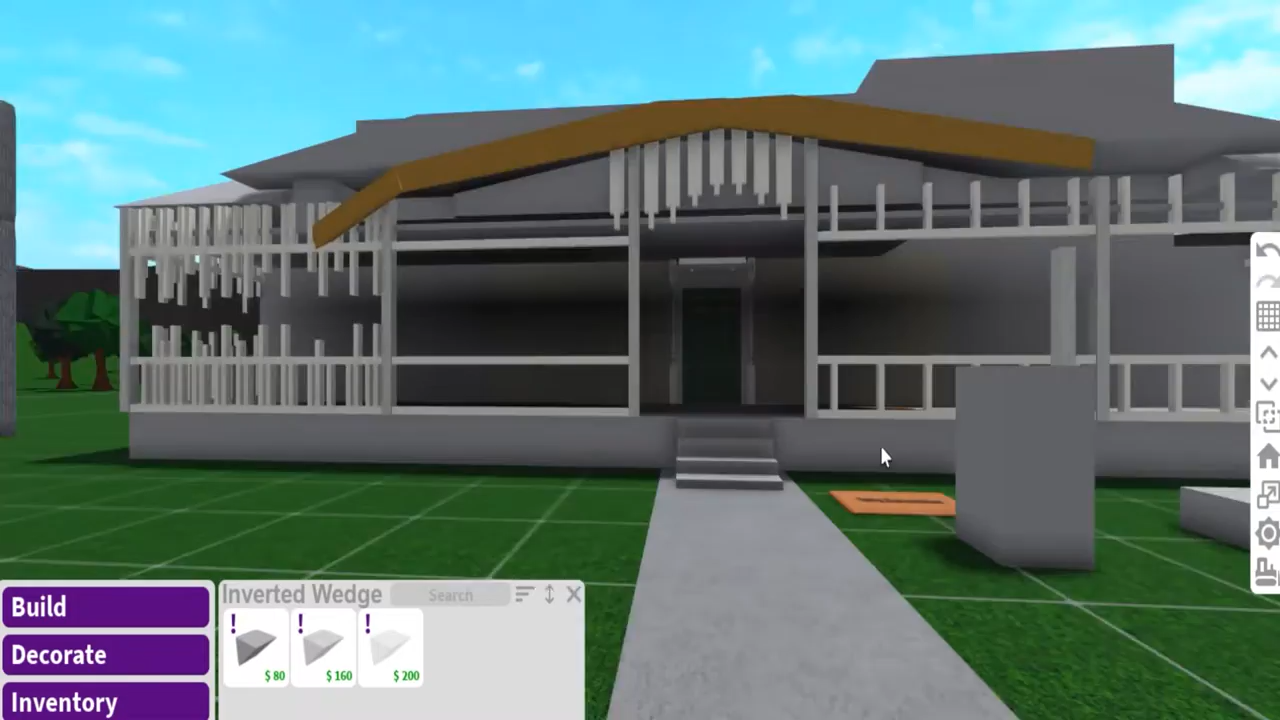 Build
Decorate
Inventory
Inverted Wedge
Search
!
!
!
$ 80
$ 160
$ 200